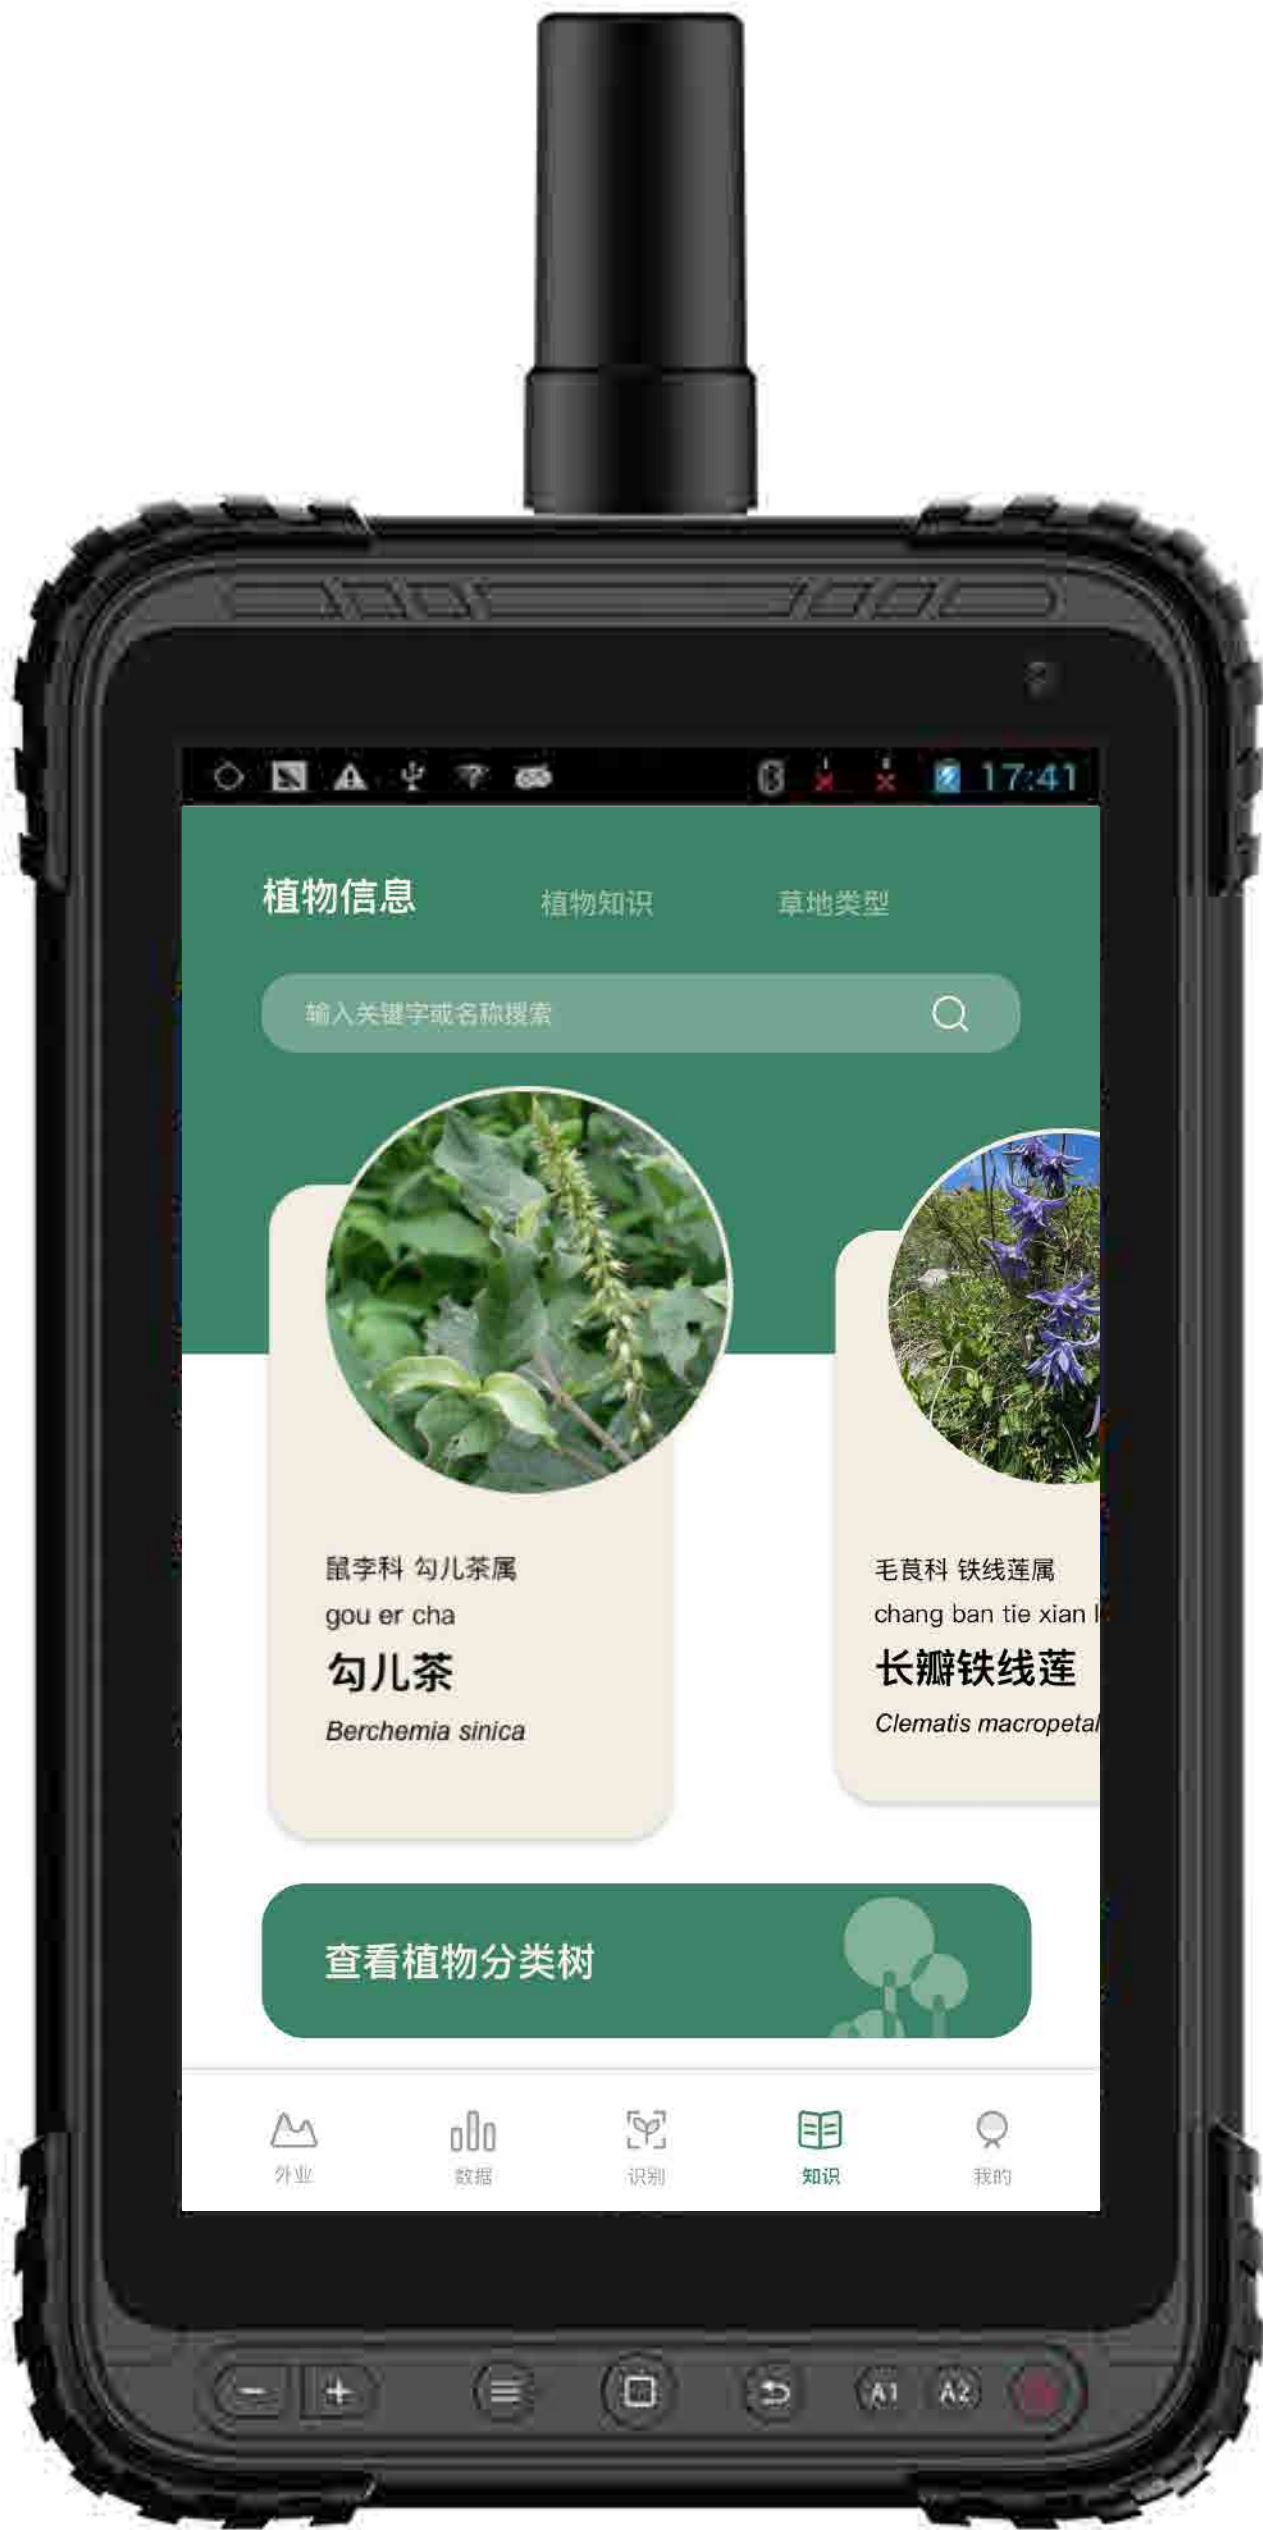 17:41
植物信息
植物知识
草地类型
输入关键字或名称搜索
鼠李科 勾儿茶属
gou er cha
勾儿茶
Berchemia sinica
毛茛科 铁线莲属
chang ban tie xian l
长瓣铁线莲
Clematis macropetal
查看植物分类树
外业
数据
识别
知识
我的
A1
A2